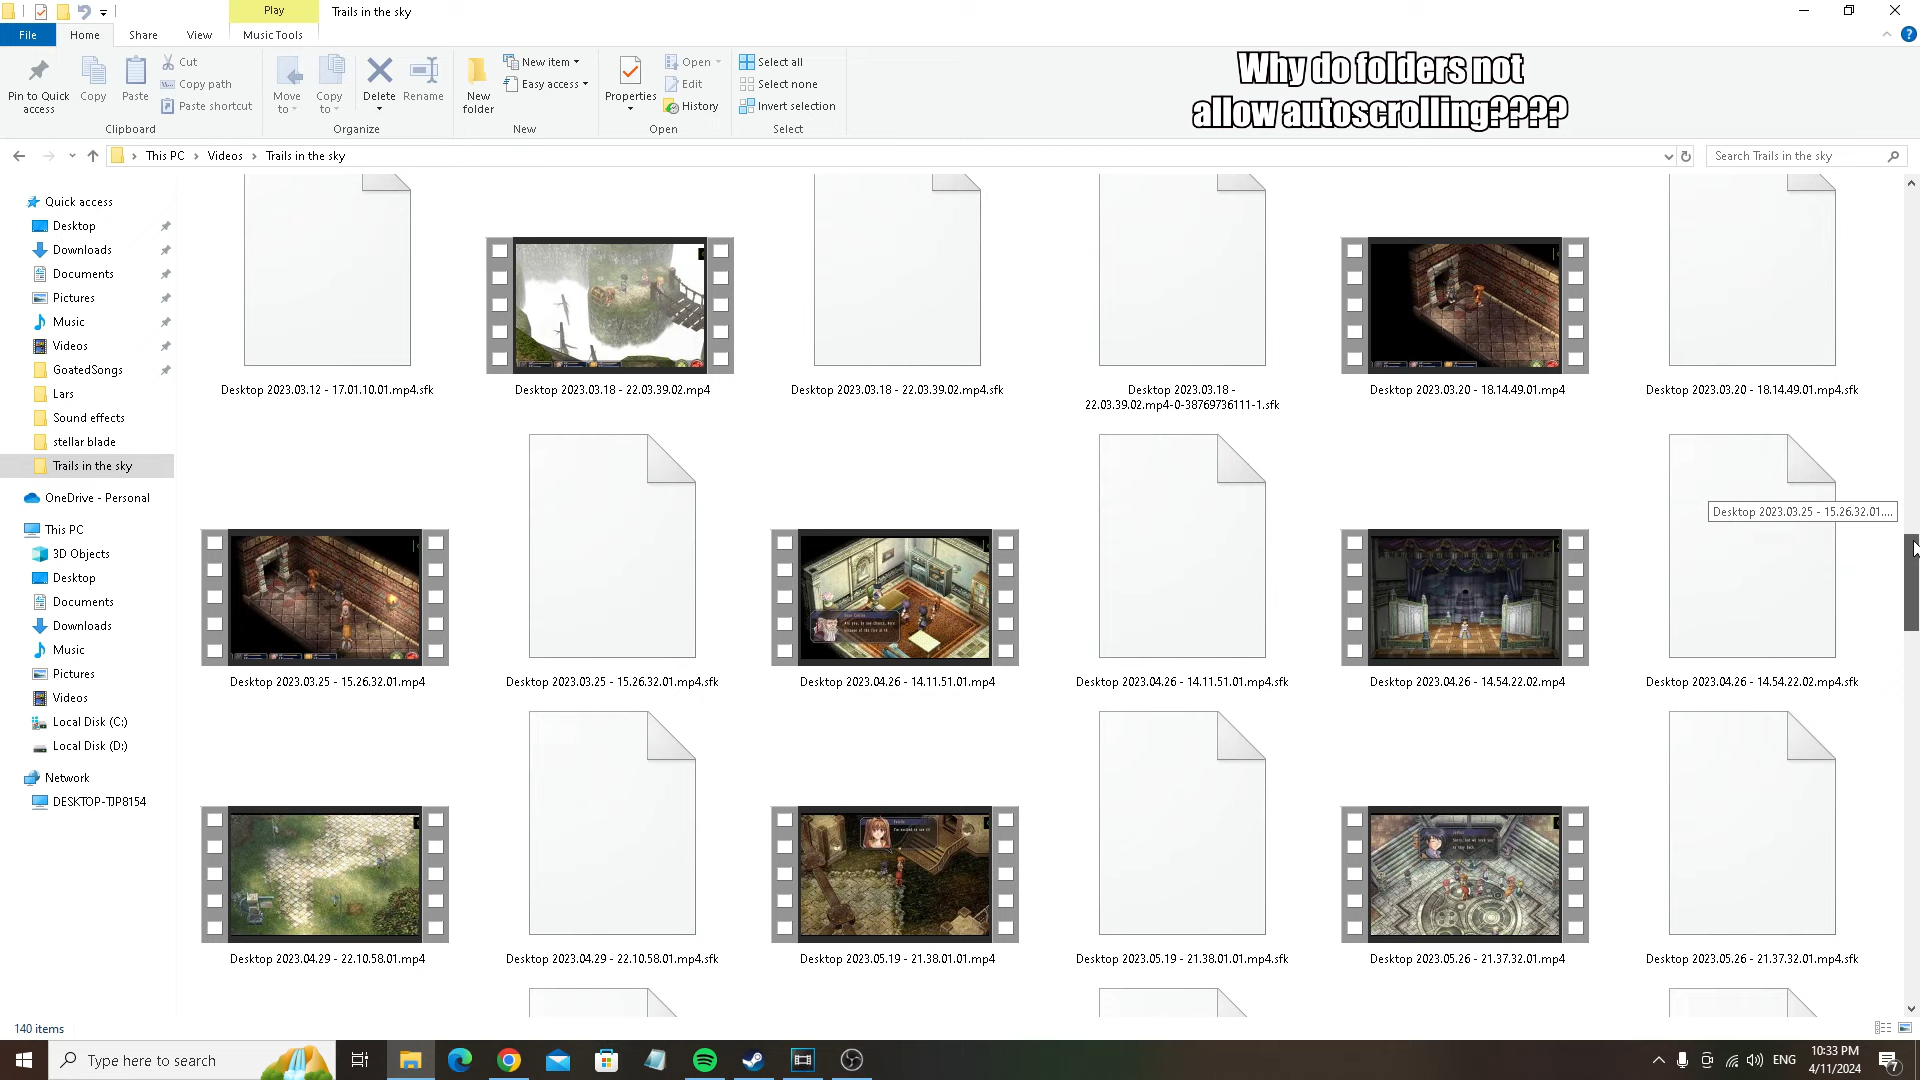 Play
Trails in the sky
File
Home
Share
View
Music Tools
Why do folders not
allow autoscrolling????
Pin to Quick
access
Copy
Paste
Cut
Copy path
Paste shortcut
Clipboard
Move
to
Copy
to
Delete
Rename
Organize
New
folder
New item
Easy access
New
Properties
Open
Edit
History
Open
Select all
Select none
Invert selection
Select
This PC
Videos
Trails in the sky
Search Trails in the sky
Quick access
Desktop
Downloads
Documents
Pictures
Music
Videos
GoatedSongs
Lars
Sound effects
stellar blade
Trails in the sky
OneDrive - Personal
This PC
3D Objects
Desktop
Documents
Downloads
Music
Pictures
Videos
Local Disk (C:)
Local Disk (D:)
Network
DESKTOP-TJP8154
Desktop 2023.03.12 - 17.01.10.01.mp4.sfk
Desktop 2023.03.18 - 22.03.39.02.mp4
Desktop 2023.03.18 - 22.03.39.02.mp4.sfk
Desktop 2023.03.18 -
22.03.39.02.mp4-0-38769736111-1.sfk
Desktop 2023.03.20 - 18.14.49.01.mp4
Desktop 2023.03.20 - 18.14.49.01.mp4.sfk
Desktop 2023.03.25 - 15.26.32.01....
Desktop 2023.03.25 - 15.26.32.01.mp4
Desktop 2023.03.25 - 15.26.32.01.mp4.sfk
Desktop 2023.04.26 - 14.11.51.01.mp4
Desktop 2023.04.26 - 14.11.51.01.mp4.sfk
Desktop 2023.04.26 - 14.54.22.02.mp4
Desktop 2023.04.26 - 14.54.22.02.mp4.sfk
Desktop 2023.04.29 - 22.10.58.01.mp4
Desktop 2023.04.29 - 22.10.58.01.mp4.sfk
Desktop 2023.05.19 - 21.38.01.01.mp4
Desktop 2023.05.19 - 21.38.01.01.mp4.sfk
Desktop 2023.05.26 - 21.37.32.01.mp4
Desktop 2023.05.26 - 21.37.32.01.mp4.sfk
140 items
Type here to search
ENG
10:33 PM
4/11/2024
7